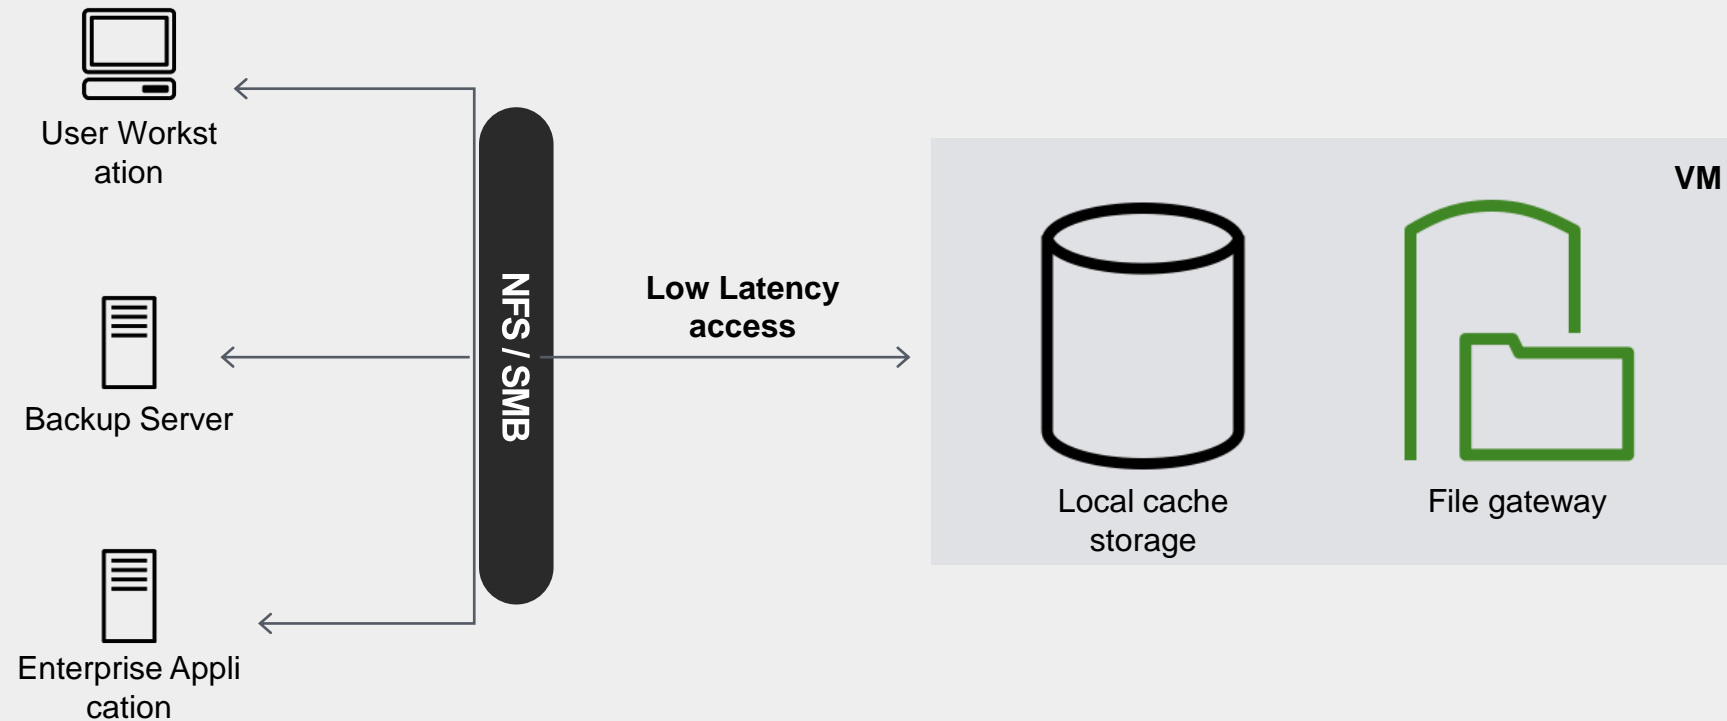 User Workst
ation
Backup Server
Enterprise Appli
cation
NFS / SMB
Low Latency
access
VM
Local cache
storage
File gateway